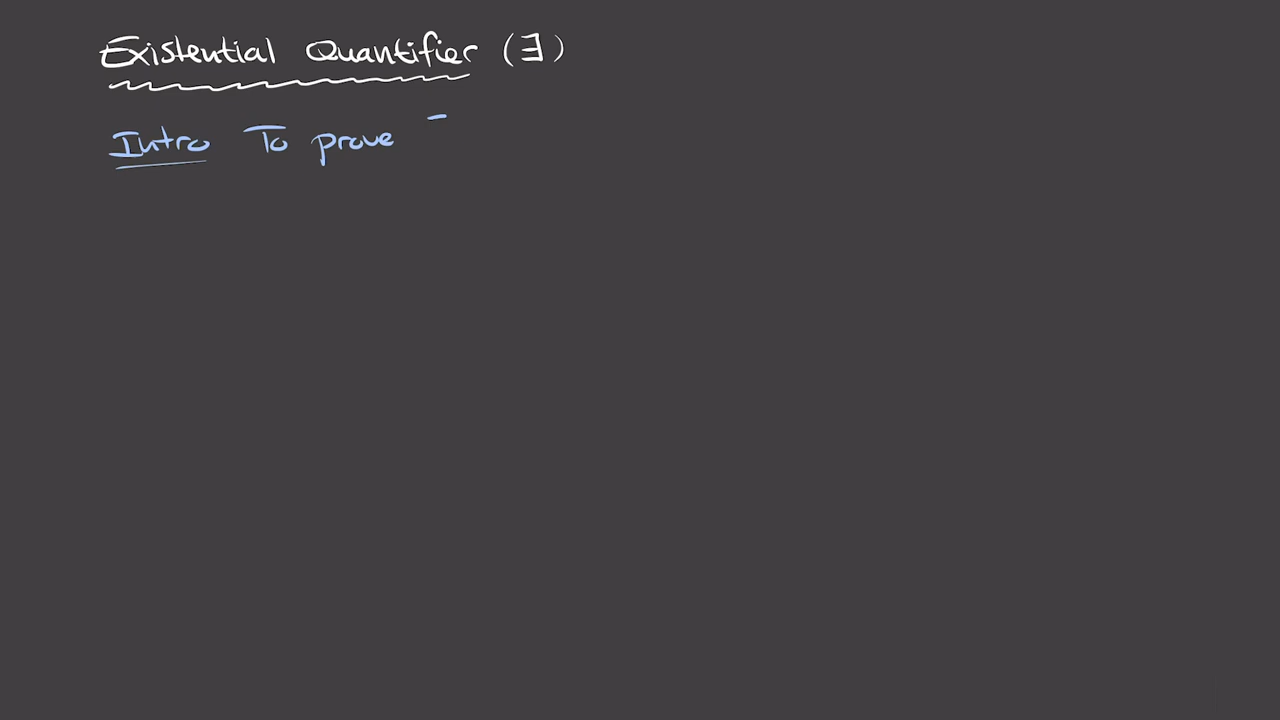 Existential Quantifier (∃)
Intro To prove